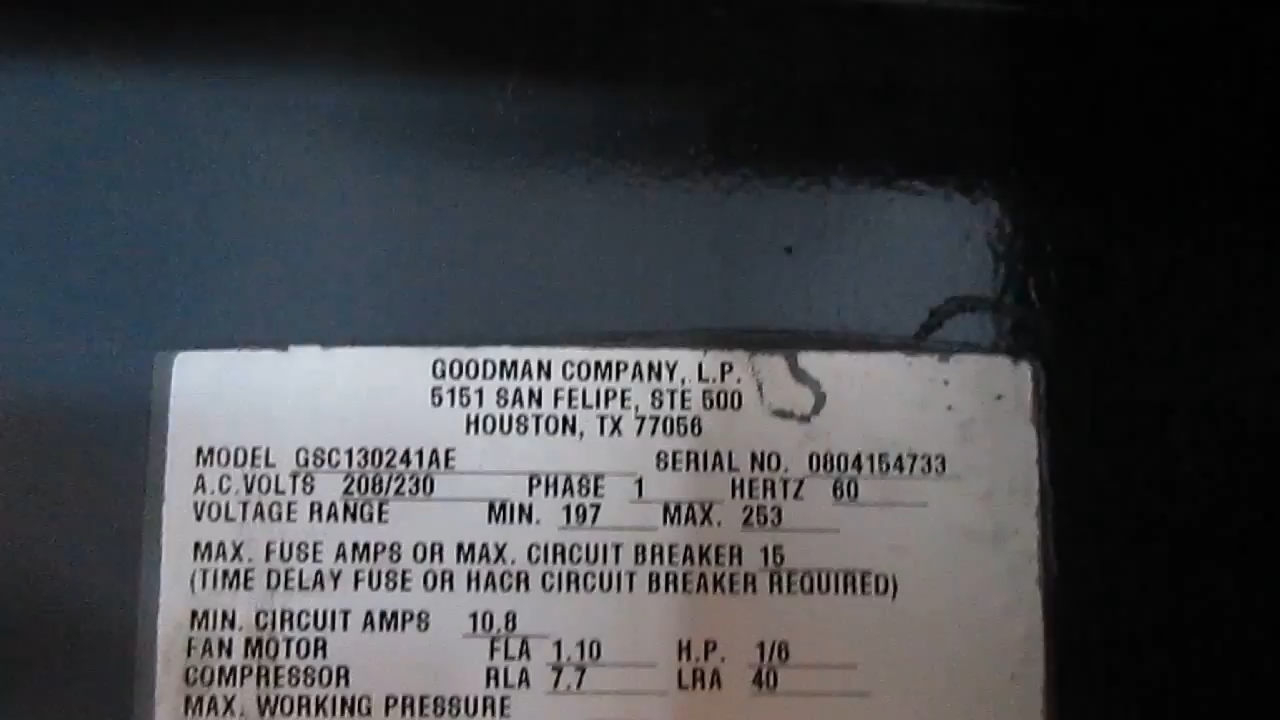 GOODMAN COMPANY, L.P.
5151 SAN FELIPE, STE 500
HOUSTON, TX 77056
MODEL GSC130241AE SERIAL NO. 0804154733
A.C. VOLTS 208/230 PHASE 1 HERTZ 60
VOLTAGE RANGE MIN. 197 MAX. 253
MAX. FUSE AMPS OR MAX. CIRCUIT BREAKER 15
(TIME DELAY FUSE OR HACR CIRCUIT BREAKER REQUIRED)
MIN. CIRCUIT AMPS 10.8
FAN MOTOR FLA 1.10 H.P. 1/6
COMPRESSOR RLA 7.7 LRA 40
MAX. WORKING PRESSURE